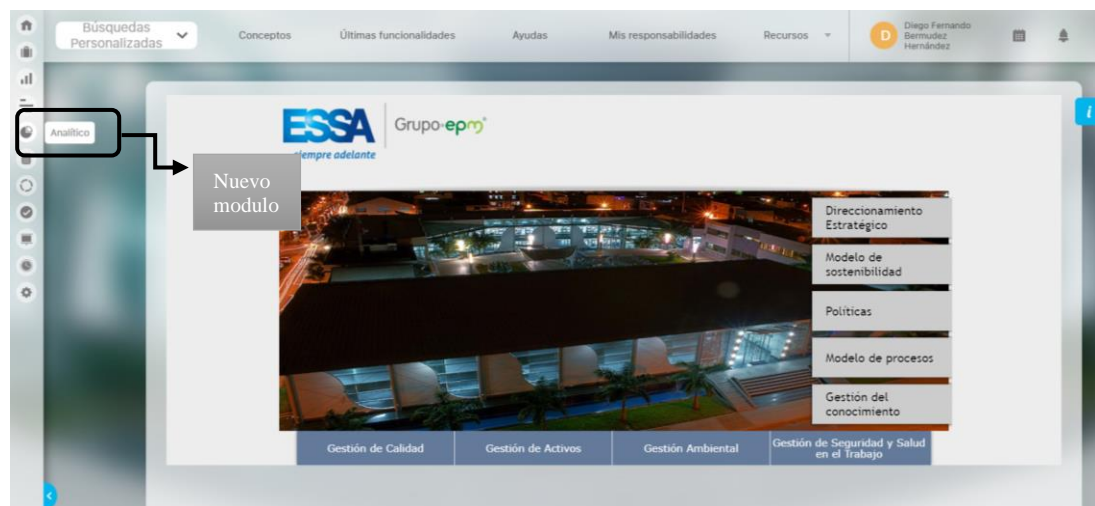 Búsquedas
Personalizadas
Conceptos
Últimas funcionalidades
Ayudas
Mis responsabilidades
Recursos
D
Diego Fernando
Bermudez
Hernández
i
Analítico
ESSA
Grupo·epm
siempre adelante
Nuevo
modulo
Direccionamiento
Estratégico
Modelo de
sostenibilidad
Políticas
Modelo de procesos
Gestión del
conocimiento
Gestión de Calidad
Gestión de Activos
Gestión Ambiental
Gestión de Seguridad y Salud
en el Trabajo